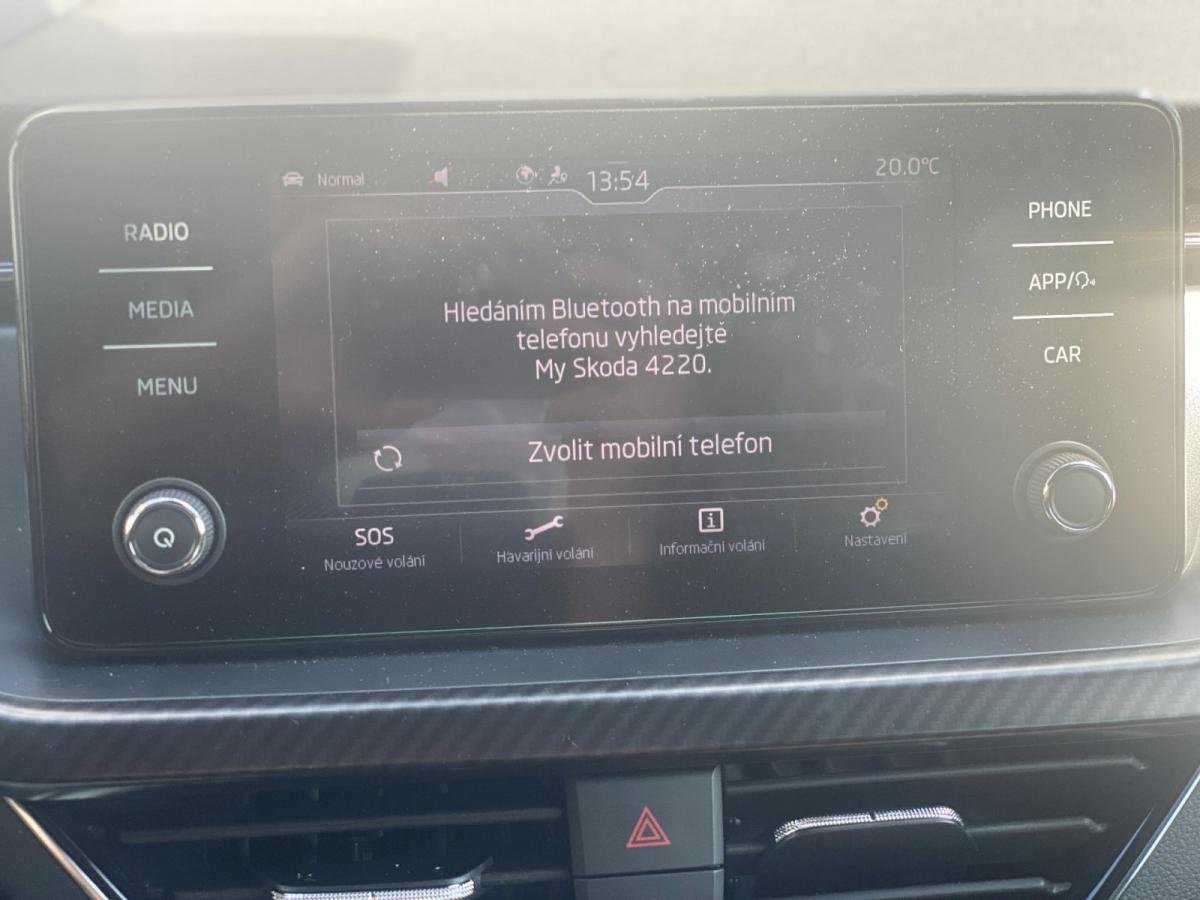 Normal
13:54
20.0°C
RADIO
MEDIA
MENU
Hledáním Bluetooth na mobilním
telefonu vyhledejtě
My Skoda 4220.
Zvolit mobilní telefon
SOS
Nouzové volání
Havarijní volání
Informační volání
Nastavení
PHONE
APP/
CAR